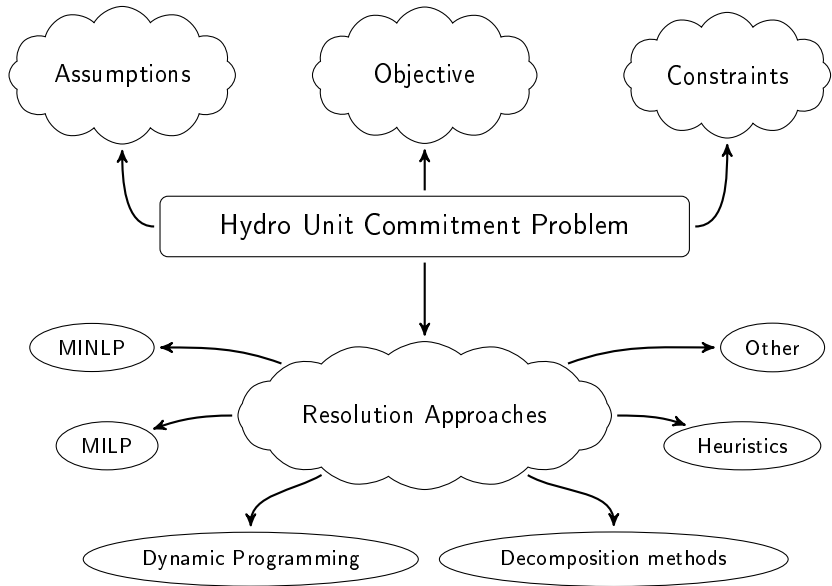 Assumptions
Objective
Constraints
Hydro Unit Commitment Problem
MINLP
Other
Resolution Approaches
MILP
Heuristics
Dynamic Programming
Decomposition methods